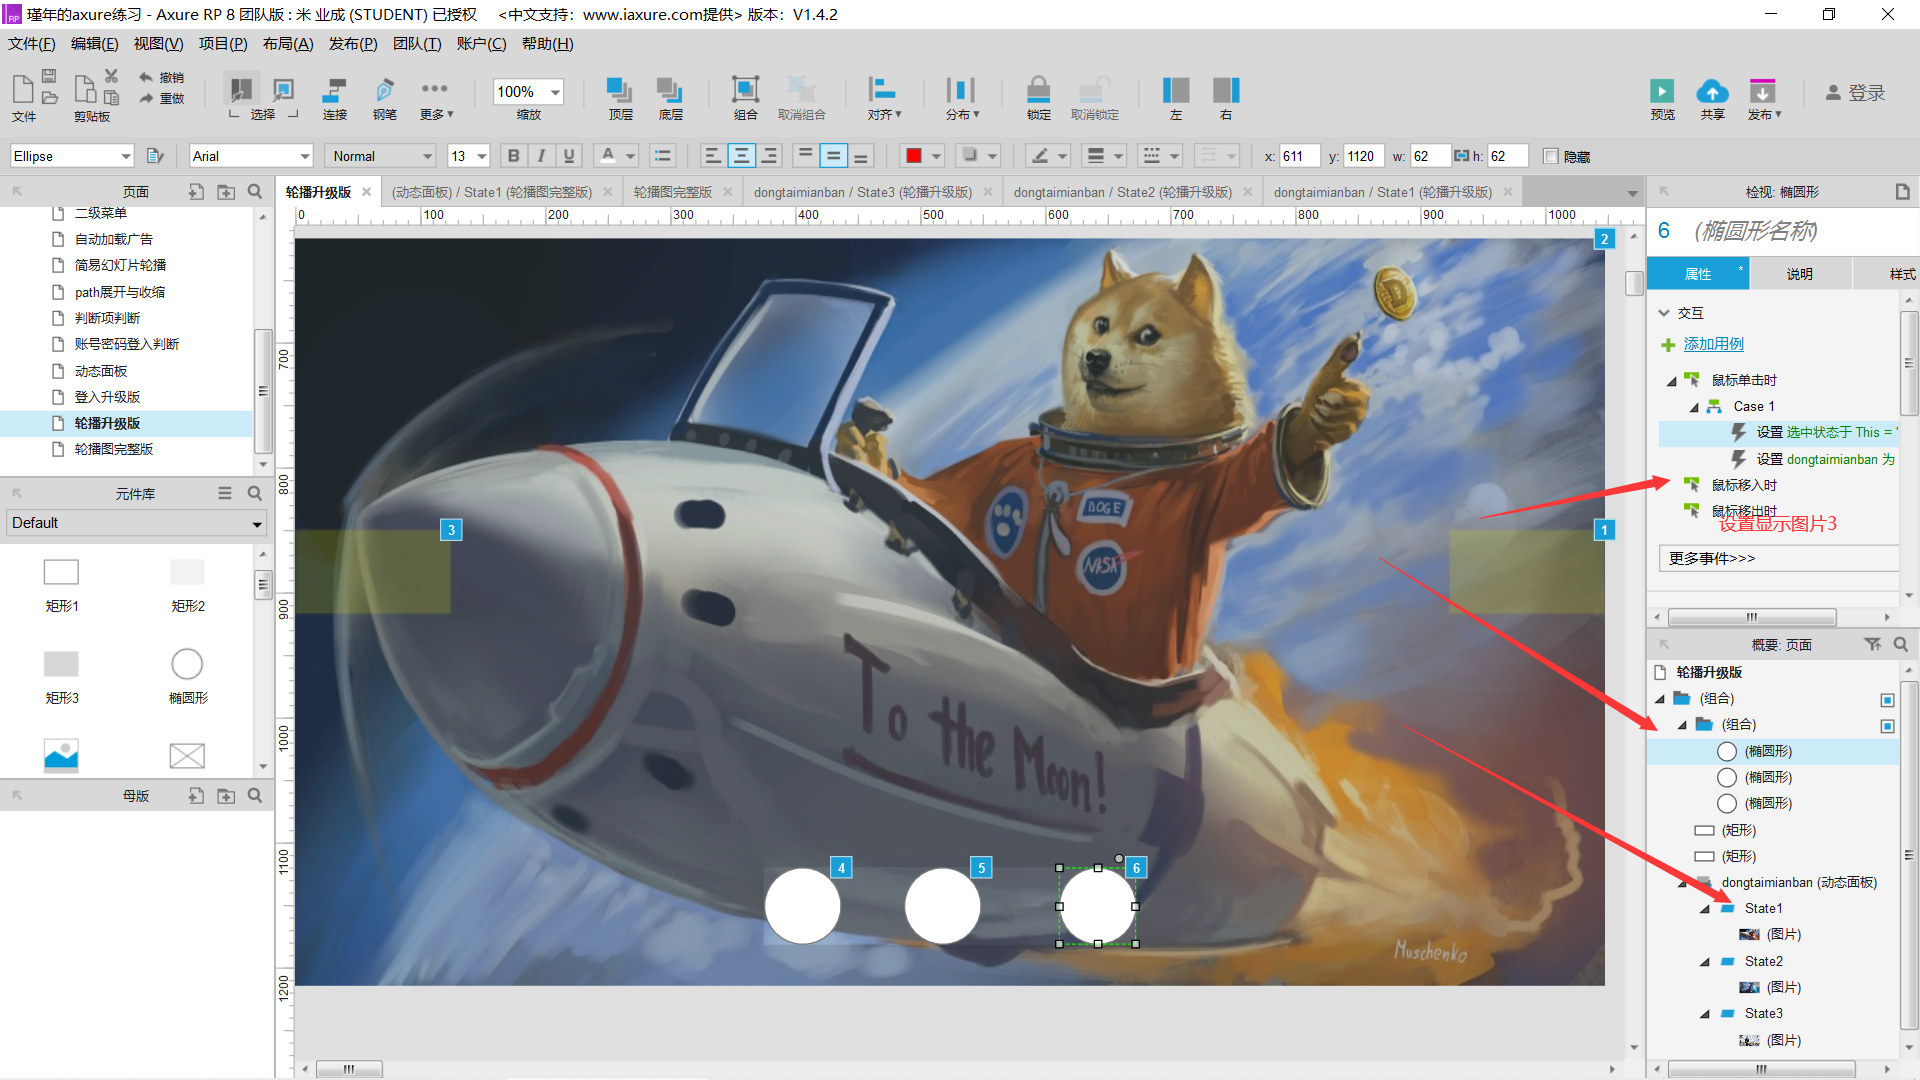 瑾年的axure练习 - Axure RP 8 团队版 : 米 业成 (STUDENT) 已授权 <中文支持：www.iaxure.com提供> 版本：V1.4.2
文件(F) 编辑(E) 视图(V) 项目(P) 布局(A) 发布(P) 团队(T) 账户(C) 帮助(H)
撤销
重做
100%
登录
文件 剪贴板 选择 连接 钢笔 更多 缩放 顶层 底层 组合 取消组合 对齐 分布 锁定 取消锁定 左 右 预览 共享 发布
Ellipse Arial Normal 13 B I U A x: 611 y: 1120 w: 62 h: 62 隐藏
页面
轮播升级版 (动态面板) / State1 (轮播图完整版) 轮播图完整版 dongtaimianban / State3 (轮播升级版) dongtaimianban / State2 (轮播升级版) dongtaimianban / State1 (轮播升级版)
检视: 椭圆形
0 100 200 300 400 500 600 700 800 900 1000
二级菜单
自动加载广告
简易幻灯片轮播
path展开与收缩
判断项判断
账号密码登入判断
动态面板
登入升级版
轮播升级版
轮播图完整版
元件库
Default
矩形1 矩形2
矩形3 椭圆形
母版
700
800
900
1000
1100
1200
2
3
1
4 5 6
D
DOGE
NASA
To the Moon!
Muschenko
6 (椭圆形名称)
属性 * 说明 样式
交互
添加用例
鼠标单击时
Case 1
设置 选中状态于 This = "
设置 dongtaimianban 为
鼠标移入时
鼠标移出时
设置显示图片3
更多事件>>>
概要: 页面
轮播升级版
(组合)
(组合)
(椭圆形)
(椭圆形)
(椭圆形)
(矩形)
(矩形)
dongtaimianban (动态面板)
State1
(图片)
State2
(图片)
State3
(图片)